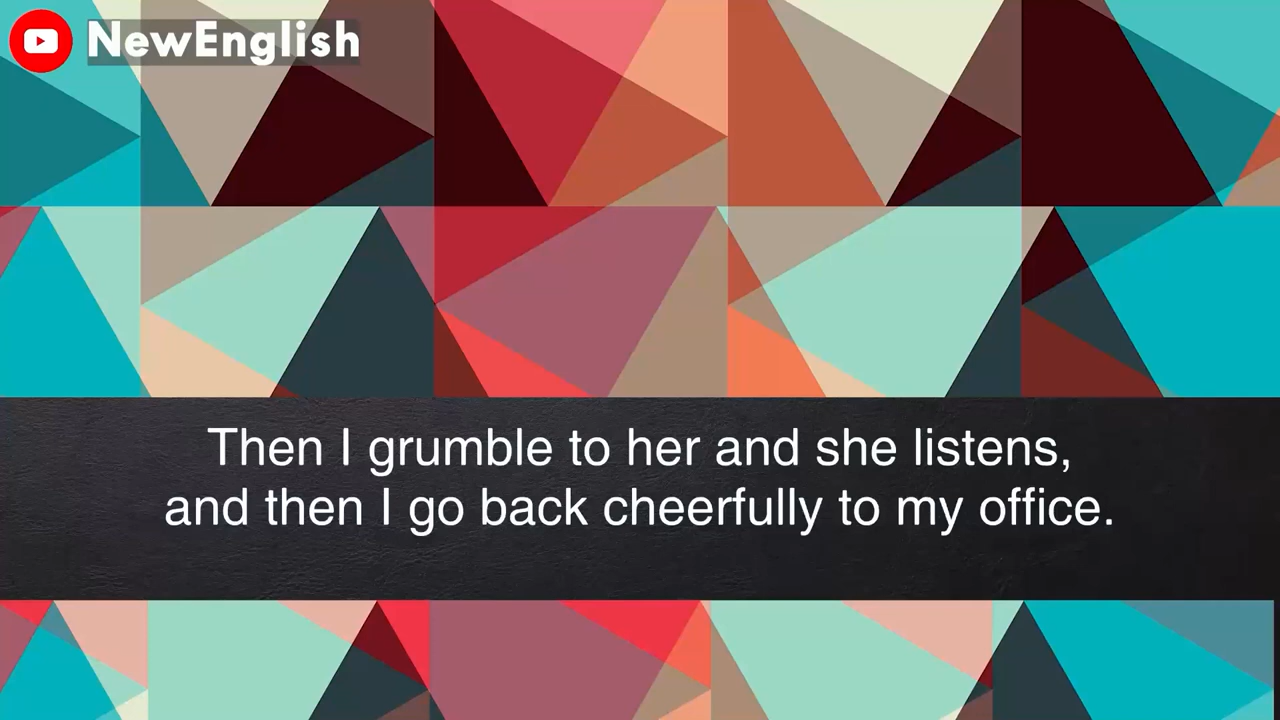 NewEnglish
Then I grumble to her and she listens,
and then I go back cheerfully to my office.